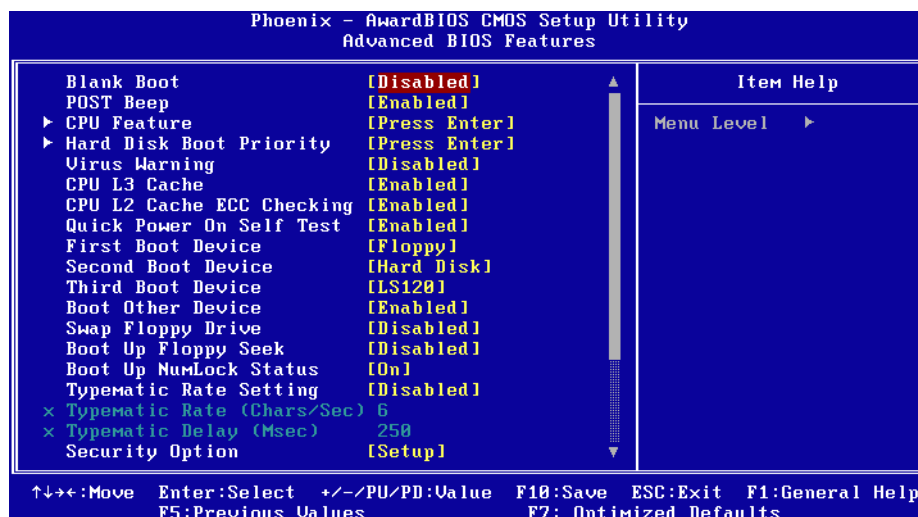 Phoenix - AwardBIOS CMOS Setup Utility
Advanced BIOS Features
Blank Boot [Disabled]
POST Beep [Enabled]
► CPU Feature [Press Enter]
► Hard Disk Boot Priority [Press Enter]
Virus Warning [Disabled]
CPU L3 Cache [Enabled]
CPU L2 Cache ECC Checking [Enabled]
Quick Power On Self Test [Enabled]
First Boot Device [Floppy]
Second Boot Device [Hard Disk]
Third Boot Device [LS120]
Boot Other Device [Enabled]
Swap Floppy Drive [Disabled]
Boot Up Floppy Seek [Disabled]
Boot Up NumLock Status [On]
Typematic Rate Setting [Disabled]
x Typematic Rate (Chars/Sec) 6
x Typematic Delay (Msec) 250
Security Option [Setup]
Item Help
Menu Level ►
↑↓→←:Move Enter:Select +/-/PU/PD:Value F10:Save ESC:Exit F1:General Help
F5:Previous Values F7: Optimized Defaults